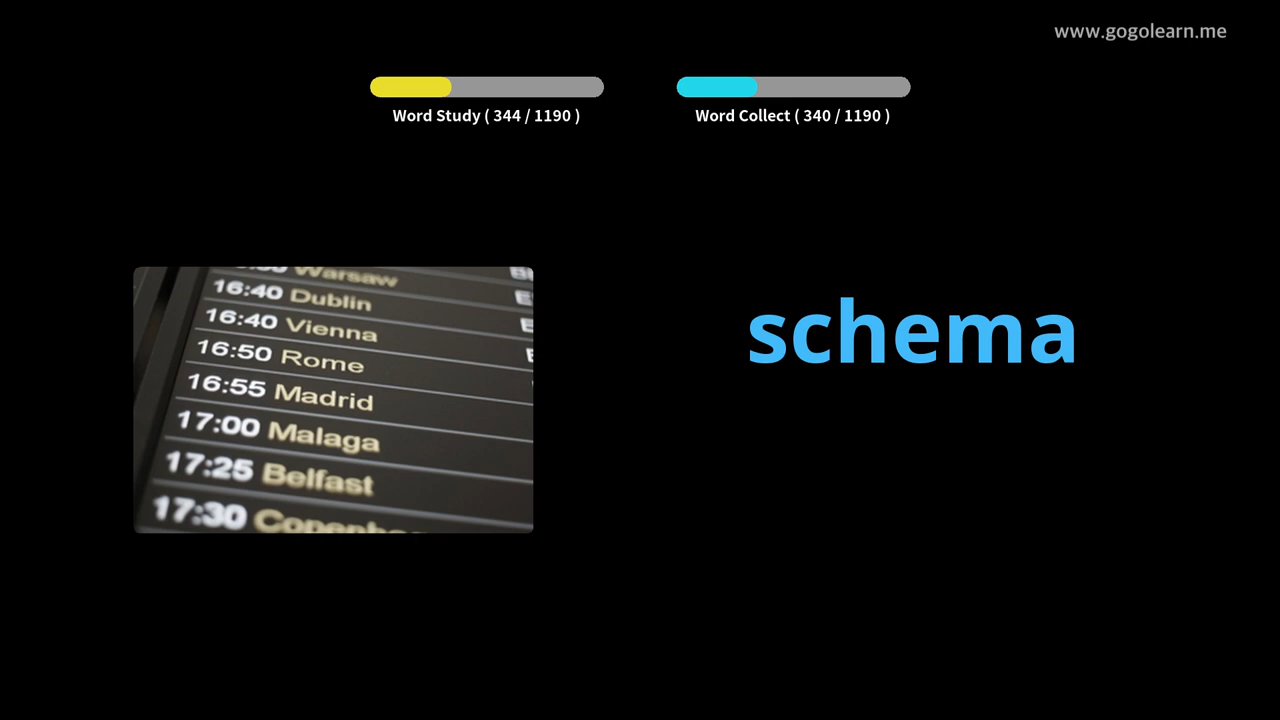 www.gogolearn.me
Word Study ( 344 / 1190 )
Word Collect ( 340 / 1190 )
Warsaw
16:40 Dublin
16:40 Vienna
16:50 Rome
16:55 Madrid
17:00 Malaga
17:25 Belfast
17:30
schema